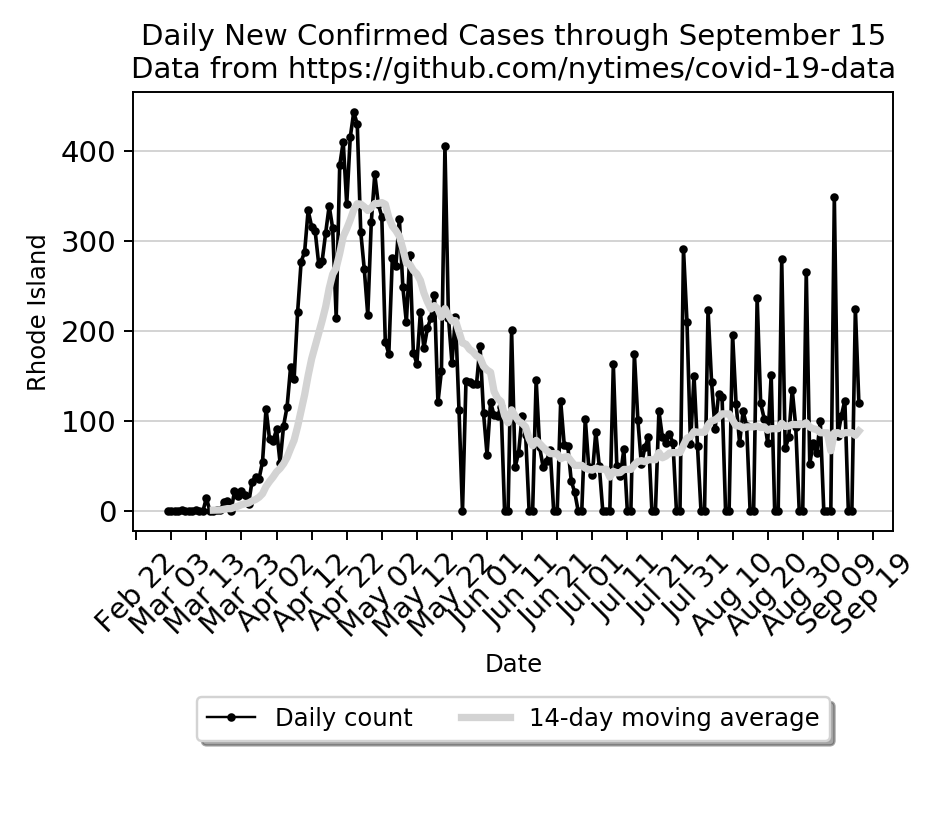 Daily New Confirmed Cases through September 15
Data from https://github.com/nytimes/covid-19-data
400
300
200
100
0
Rhode Island
Feb 22
Mar 03
Mar 13
Mar 23
Apr 02
Apr 12
Apr 22
May 02
May 12
May 22
Jun 01
Jun 11
Jun 21
Jul 01
Jul 11
Jul 21
Jul 31
Aug 10
Aug 20
Aug 30
Sep 09
Sep 19
Date
Daily count
14-day moving average